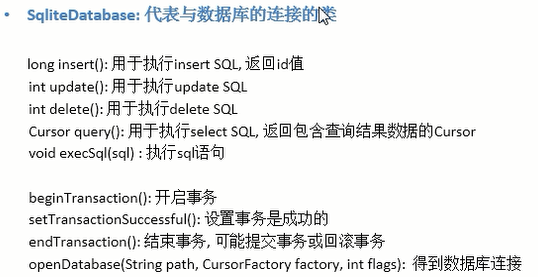 • SqliteDatabase: 代表与数据库的连接的类
long insert(): 用于执行insert SQL, 返回id值
int update(): 用于执行update SQL
int delete(): 用于执行delete SQL
Cursor query(): 用于执行select SQL, 返回包含查询结果数据的Cursor
void execSql(sql) : 执行sql语句
beginTransaction(): 开启事务
setTransactionSuccessful(): 设置事务是成功的
endTransaction(): 结束事务, 可能提交事务或回滚事务
openDatabase(String path, CursorFactory factory, int flags): 得到数据库连接